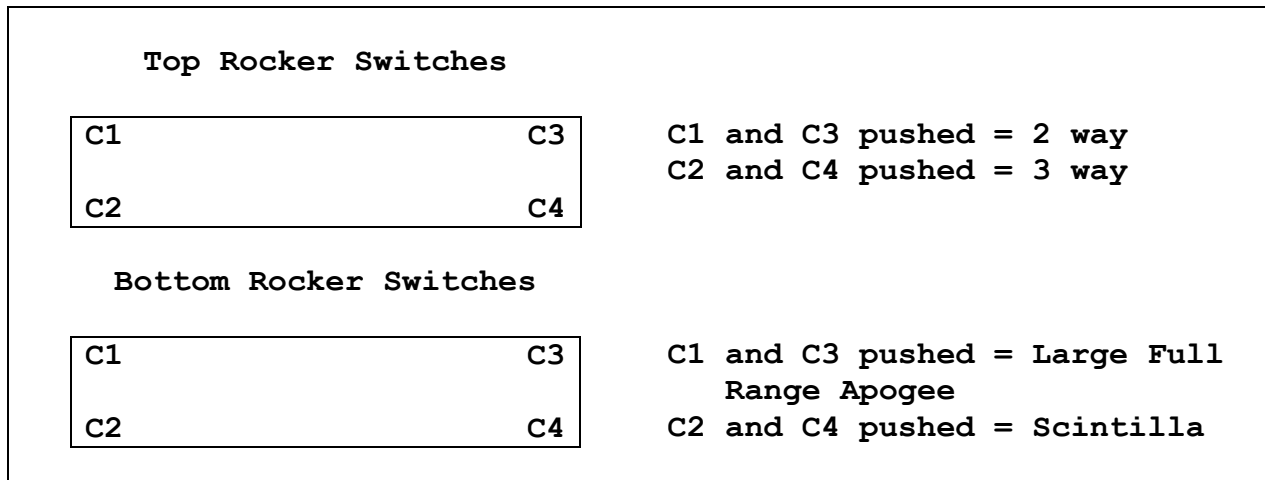 Top Rocker Switches
C1 C3 C1 and C3 pushed = 2 way
C2 and C4 pushed = 3 way
C2 C4
Bottom Rocker Switches
C1 C3 C1 and C3 pushed = Large Full
Range Apogee
C2 C4 C2 and C4 pushed = Scintilla